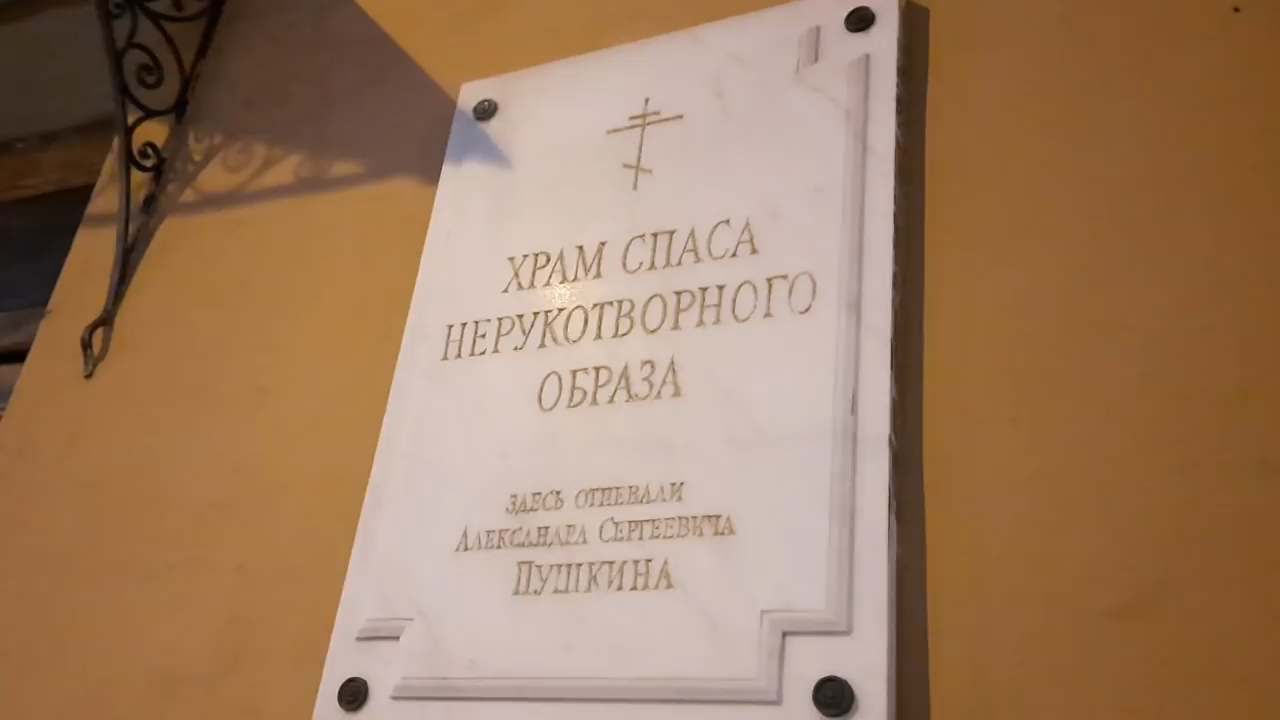 ХРАМ СПАСА
НЕРУКОТВОРНОГО
ОБРАЗА
ЗДЕСЬ ОТПЕВАЛИ
АЛЕКСАНДРА СЕРГЕЕВИЧА
ПУШКИНА